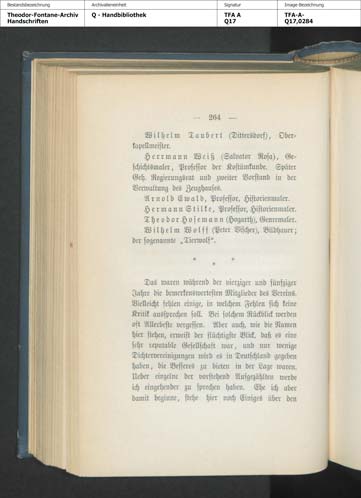 Bestandsbezeichnung
Archivalieneinheit
Signatur
Image Bezeichnung
Theodor-Fontane-Archiv
Handschriften
Q - Handbibliothek
TFA A
Q17
TFA-A-
Q17,0284
— 264 —
Wilhelm Taubert (Dittersdorf), Ober-
kapellmeister.
Herrmann Weiß (Salvator Rosa), Ge-
schichtsmaler, Professor der Kostümkunde. Später
Geh. Regierungsrat und zweiter Vorstand in der
Verwaltung des Zeughauses.
Arnold Ewald, Professor, Historienmaler.
Hermann Stilke, Professor, Historienmaler.
Theodor Hosemann (Hogarth), Genremaler.
Wilhelm Wolff (Peter Vischer), Bildhauer;
der sogenannte „Tierwolf“.
* * *
Das waren während der vierziger und fünfziger
Jahre die bemerkenswertesten Mitglieder des Vereins.
Vielleicht fehlen einige, in welchem Fehlen sich keine
Kritik aussprechen soll. Bei solchem Rückblick werden
oft Allerbeste vergessen. Aber auch, wie die Namen
hier stehen, erweist der flüchtigste Blick, daß es eine
sehr reputable Gesellschaft war, und nur wenige
Dichtervereinigungen wird es in Deutschland gegeben
haben, die Besseres zu bieten in der Lage waren.
Ueber einzelne der vorstehend Aufgezählten werde
ich eingehender zu sprechen haben. Ehe ich aber
damit beginne, stehe hier noch Einiges über den